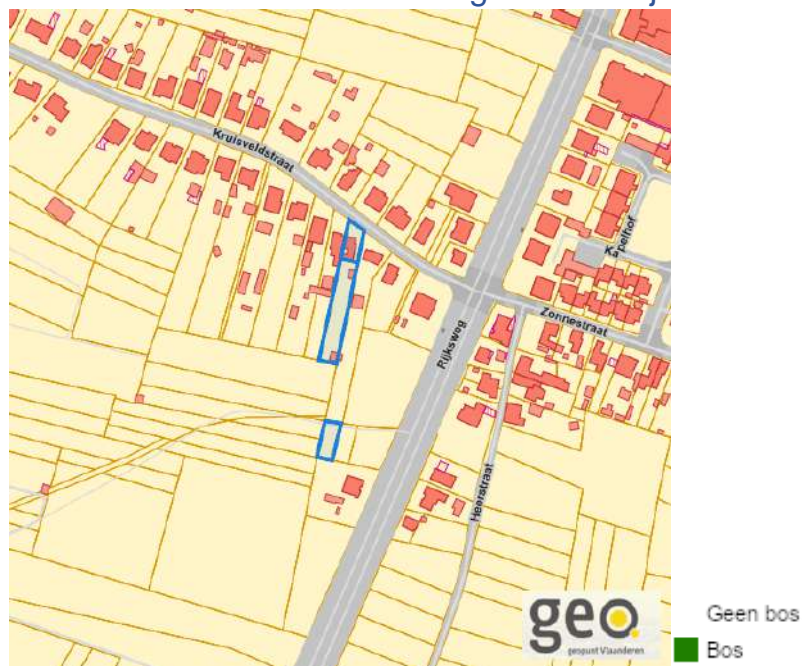 Kruisveldstraat
Kapelhof
Zonnestraat
Rijksweg
Heerstraat
geo
geopunt Vlaanderen
Geen bos
Bos